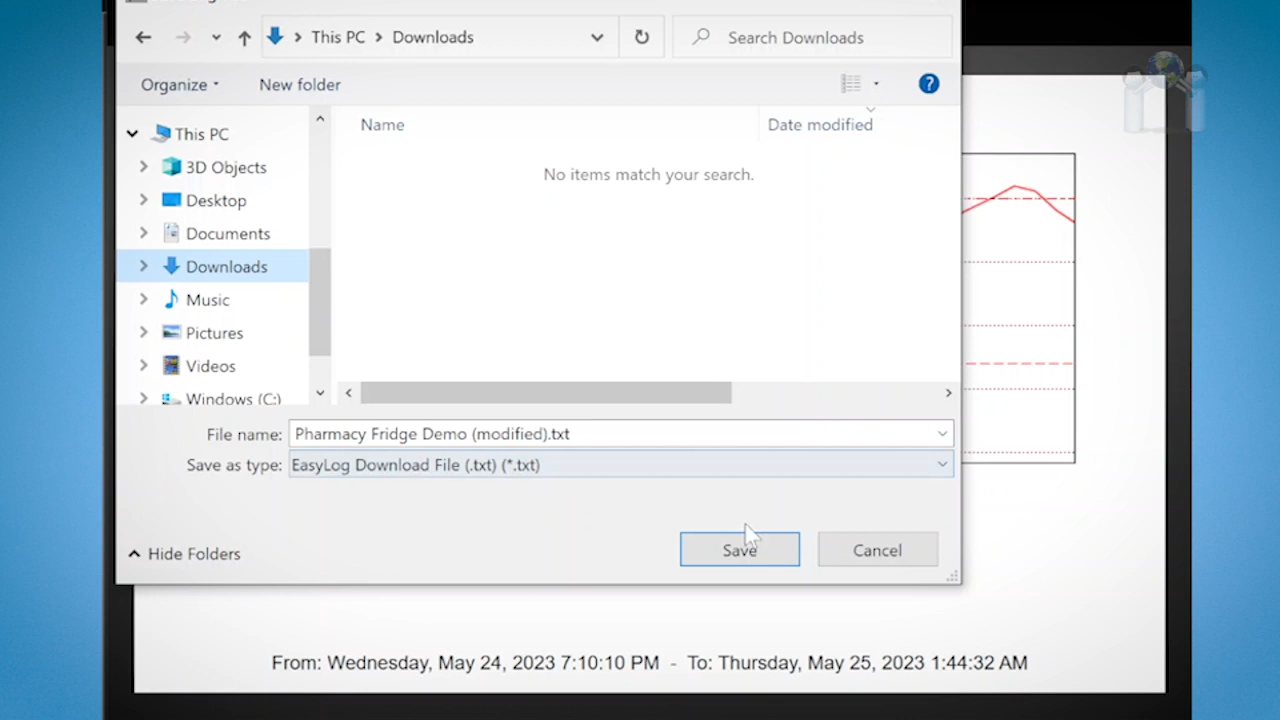 This PC > Downloads
Search Downloads
Organize
New folder
?
Name
Date modified
No items match your search.
This PC
3D Objects
Desktop
Documents
Downloads
Music
Pictures
Videos
Windows (C:)
File name: Pharmacy Fridge Demo (modified).txt
Save as type: EasyLog Download File (.txt) (*.txt)
Hide Folders
Save
Cancel
From: Wednesday, May 24, 2023 7:10:10 PM - To: Thursday, May 25, 2023 1:44:32 AM